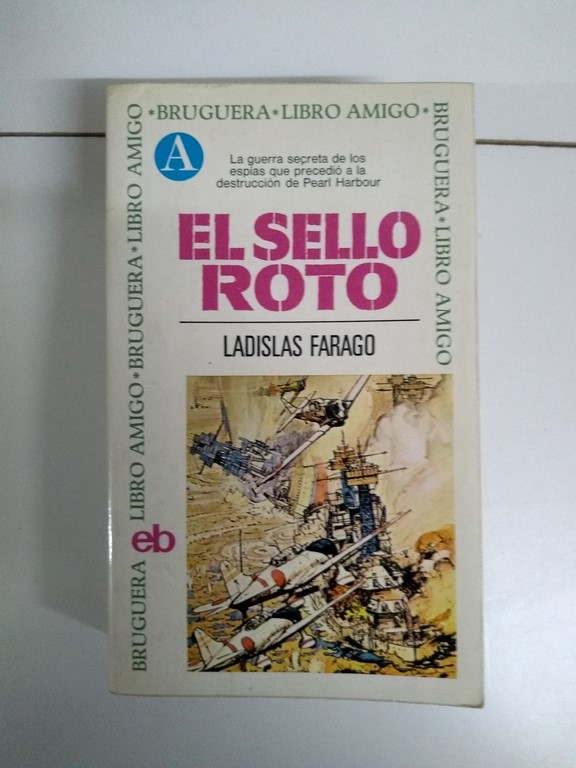 *BRUGUERA*LIBRO AMIGO*
BRUGUERA*LIBRO AMIGO
BRUGUERA LIBRO AMIGO*BRUGUERA*LIBRO AMIGO
A
La guerra secreta de los
espías que precedió a la
destrucción de Pearl Harbour
EL SELLO
ROTO
LADISLAS FARAGO
eb